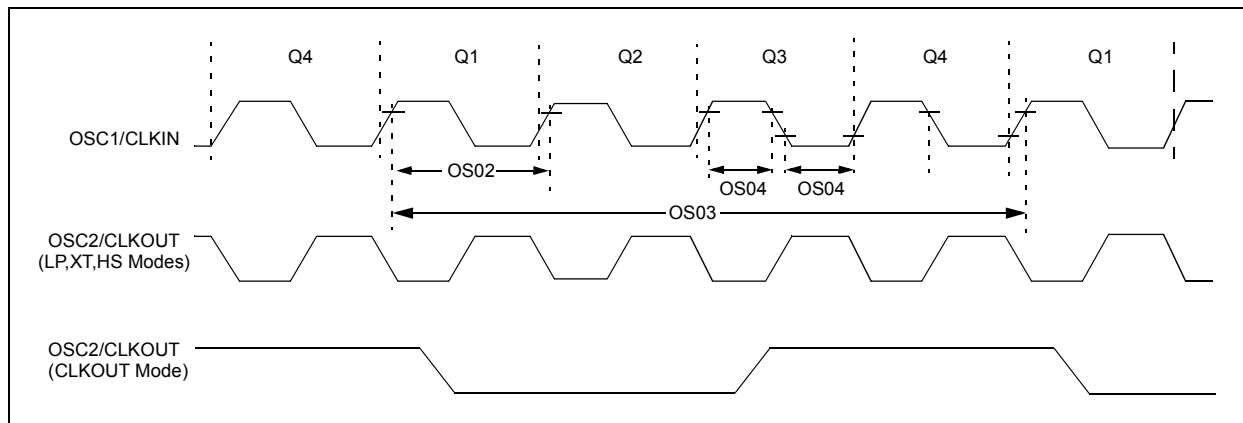 Q4 Q1 Q2 Q3 Q4 Q1
OSC1/CLKIN
OS02 OS04 OS04
OS03
OSC2/CLKOUT
(LP,XT,HS Modes)
OSC2/CLKOUT
(CLKOUT Mode)